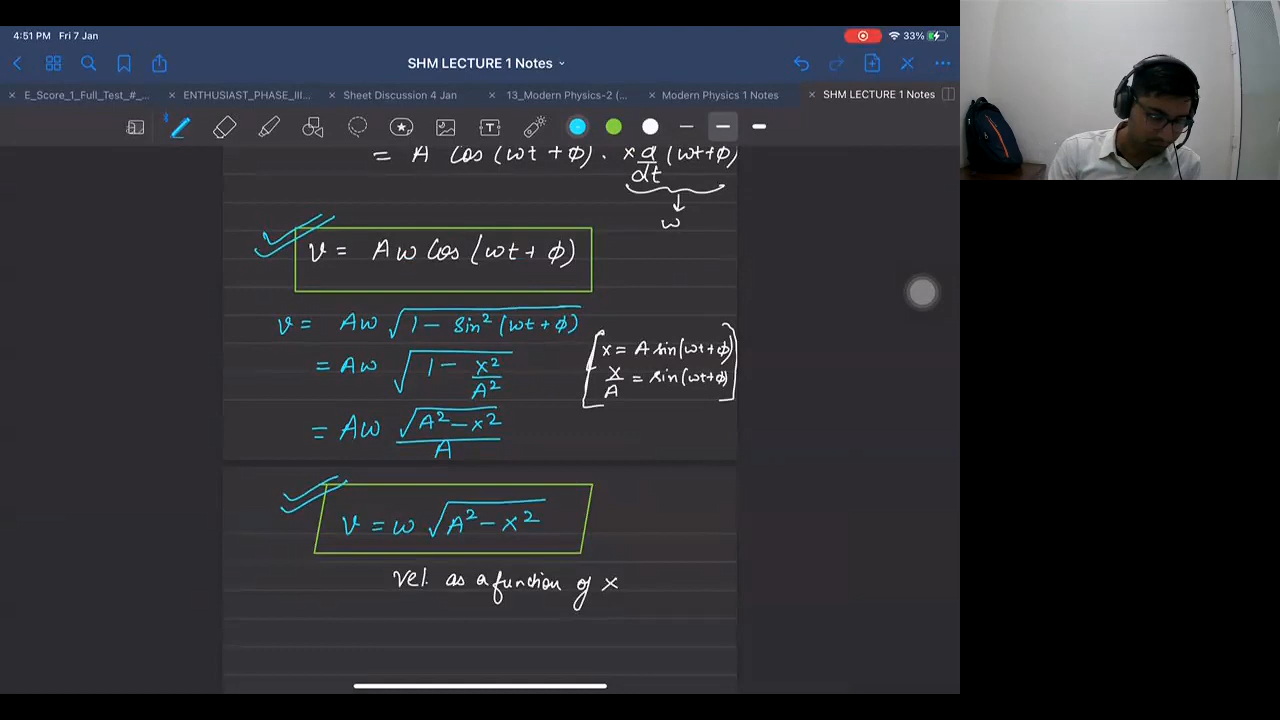 4:51 PM Fri 7 Jan
33%
SHM LECTURE 1 Notes
E_Score_1_Full_Test_#_...
ENTHUSIAST_PHASE_III...
Sheet Discussion 4 Jan
13_Modern Physics-2 (...
Modern Physics 1 Notes
SHM LECTURE 1 Notes
= A Cos (ωt + ϕ) · x d/dt (ωt+ϕ)
ω
v = Aω Cos (ωt + ϕ)
v = Aω √(1 - sin² (ωt + ϕ))
= Aω √(1 - x²/A²)
= Aω √(A² - x²)/A
x = A sin(ωt+ϕ)
x/A = sin(ωt+ϕ)
v = ω √(A² - x²)
Vel. as a function of x